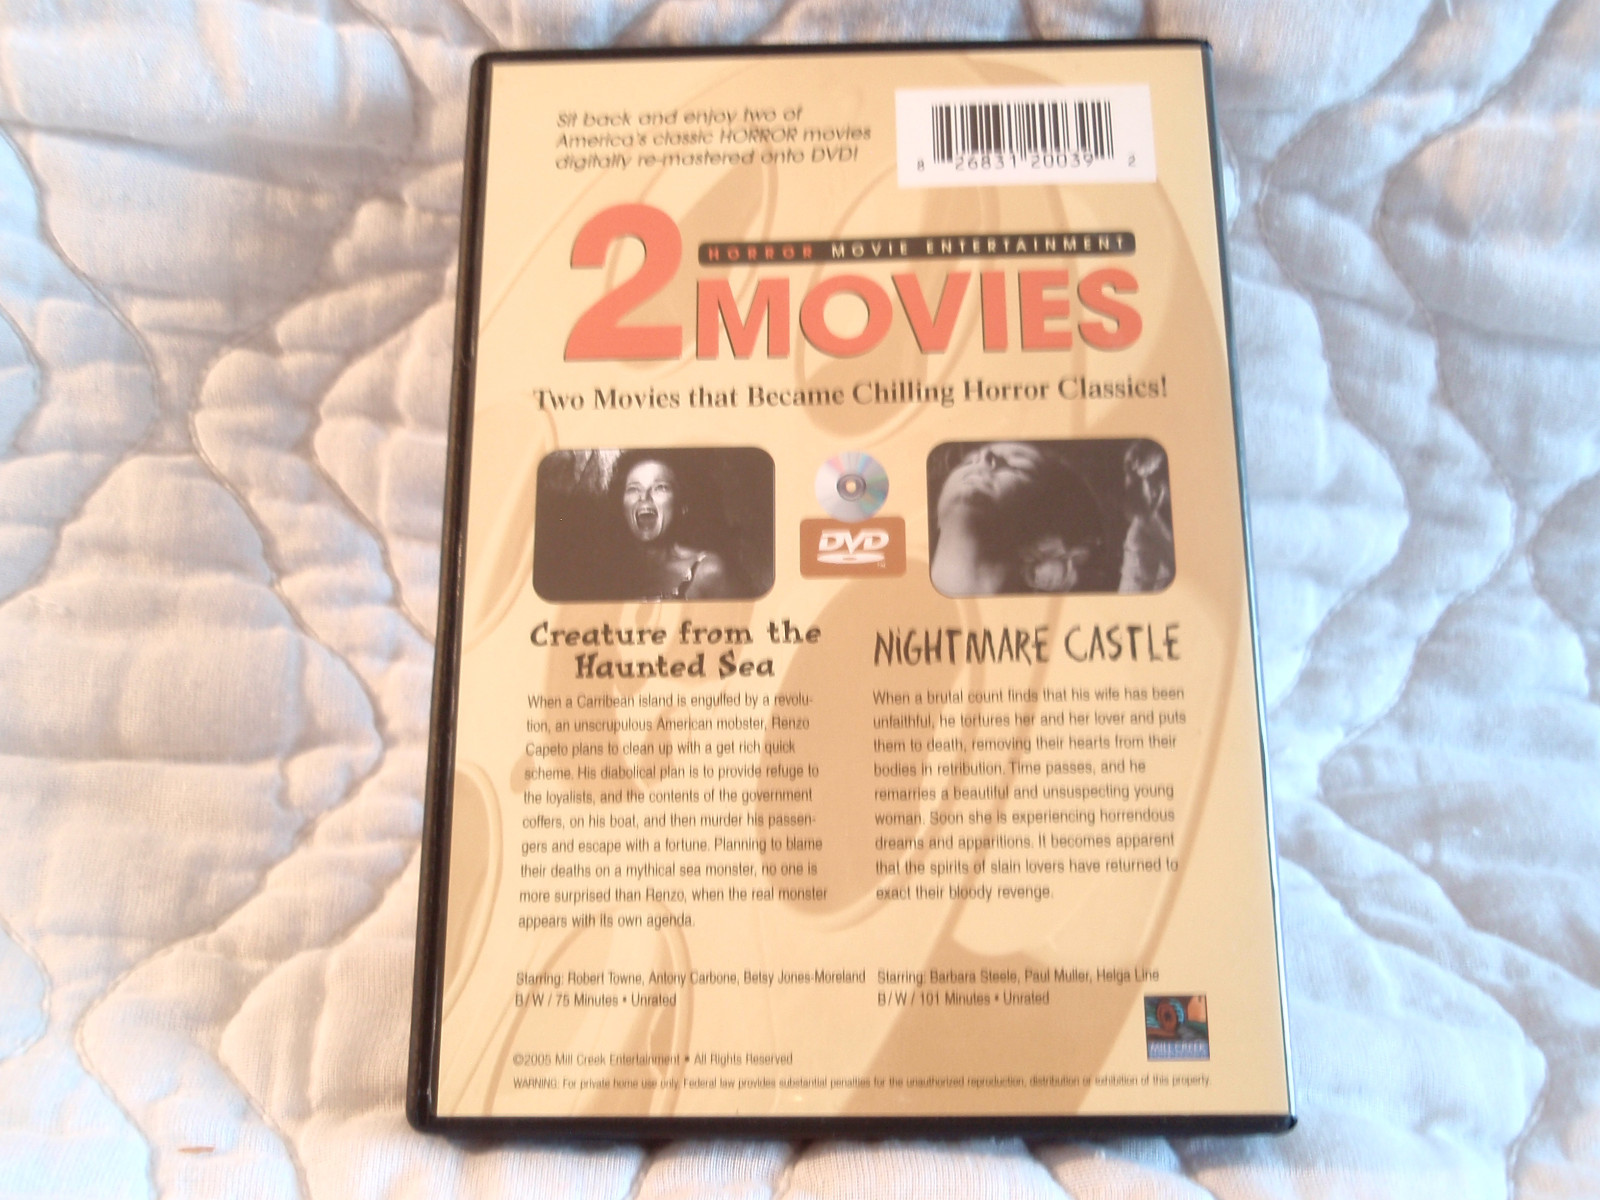 Sit back and enjoy two of
America's classic HORROR movies
digitally re-mastered onto DVD!
8 26831 20039 2
2
HORROR MOVIE ENTERTAINMENT
MOVIES
Two Movies that Became Chilling Horror Classics!
DVD
Creature from the
Haunted Sea
When a Carribean island is engulfed by a revolu-
tion, an unscrupulous American mobster, Renzo
Capeto plans to clean up with a get rich quick
scheme. His diabolical plan is to provide refuge to
the loyalists, and the contents of the government
coffers, on his boat, and then murder his passen-
gers and escape with a fortune. Planning to blame
their deaths on a mythical sea monster, no one is
more surprised than Renzo, when the real monster
appears with its own agenda.
Starring: Robert Towne, Antony Carbone, Betsy Jones-Moreland
B/W/75 Minutes • Unrated
NIGHTMARE CASTLE
When a brutal count finds that his wife has been
unfaithful, he tortures her and her lover and puts
them to death, removing their hearts from their
bodies in retribution. Time passes, and he
remarries a beautiful and unsuspecting young
woman. Soon she is experiencing horrendous
dreams and apparitions. It becomes apparent
that the spirits of slain lovers have returned to
exact their bloody revenge.
Starring: Barbara Steele, Paul Muller, Helga Line
B/W/101 Minutes • Unrated
MILL CREEK
©2005 Mill Creek Entertainment • All Rights Reserved
WARNING: For private home use only. Federal law provides substantial penalties for the unauthorized reproduction, distribution or exhibition of this property.